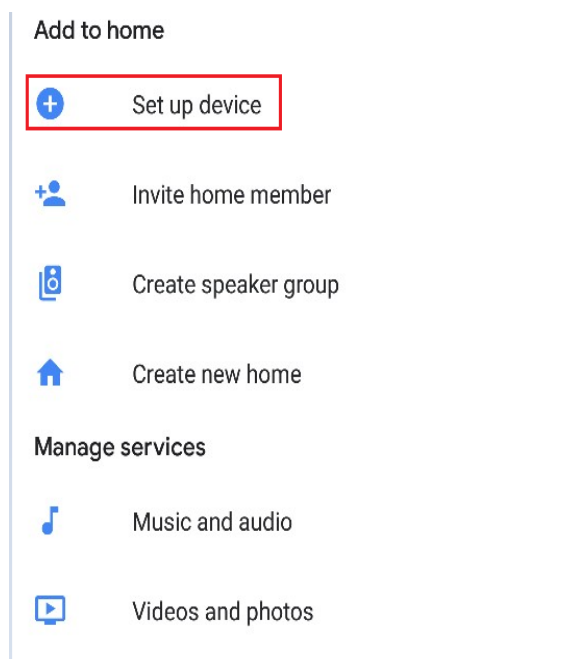 Add to home
Set up device
Invite home member
Create speaker group
Create new home
Manage services
Music and audio
Videos and photos